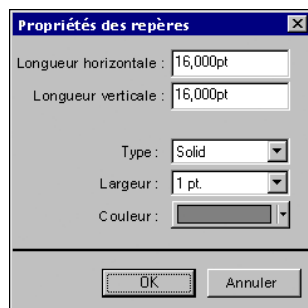 Propriétés des repères
Longueur horizontale : 16,000pt
Longueur verticale : 16,000pt
Type : Solid
Largeur : 1 pt.
Couleur :
OK Annuler